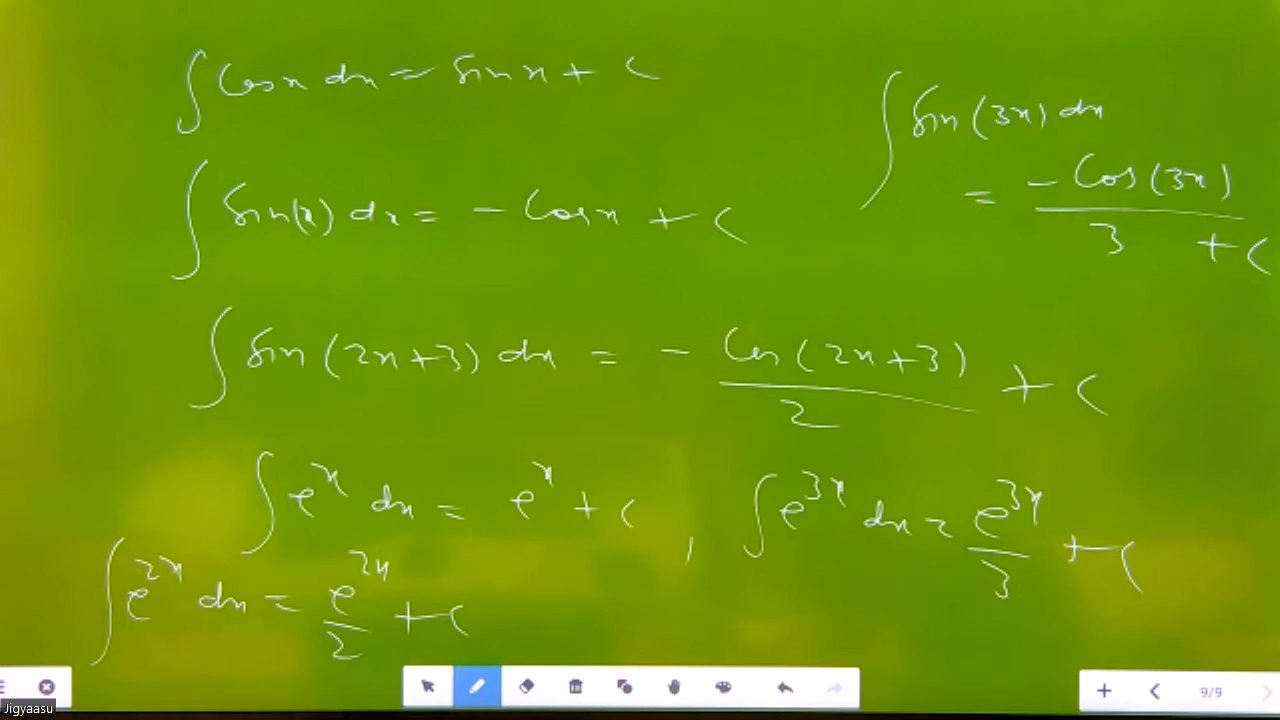 ∫ cos x dx = sin x + c
∫ sin(3x) dx
= -cos(3x)/3 + c
∫ sin(x) dx = - cos x + c
∫ sin(2x+3) dx = - cos(2x+3)/2 + c
∫ e^x dx = e^x + c , ∫ e^3x dx = e^3x/3 + c
∫ e^2x dx = e^2x/2 + c
9/9
Jigyaasu